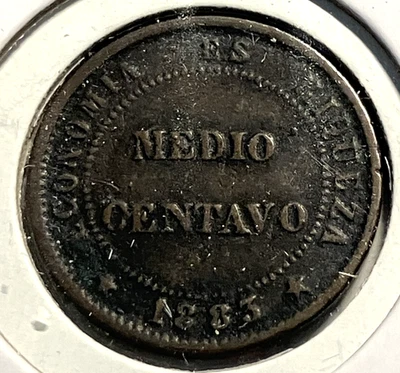 ECONOMIA ES RIQUEZA
MEDIO
CENTAVO
★ 1883 ★